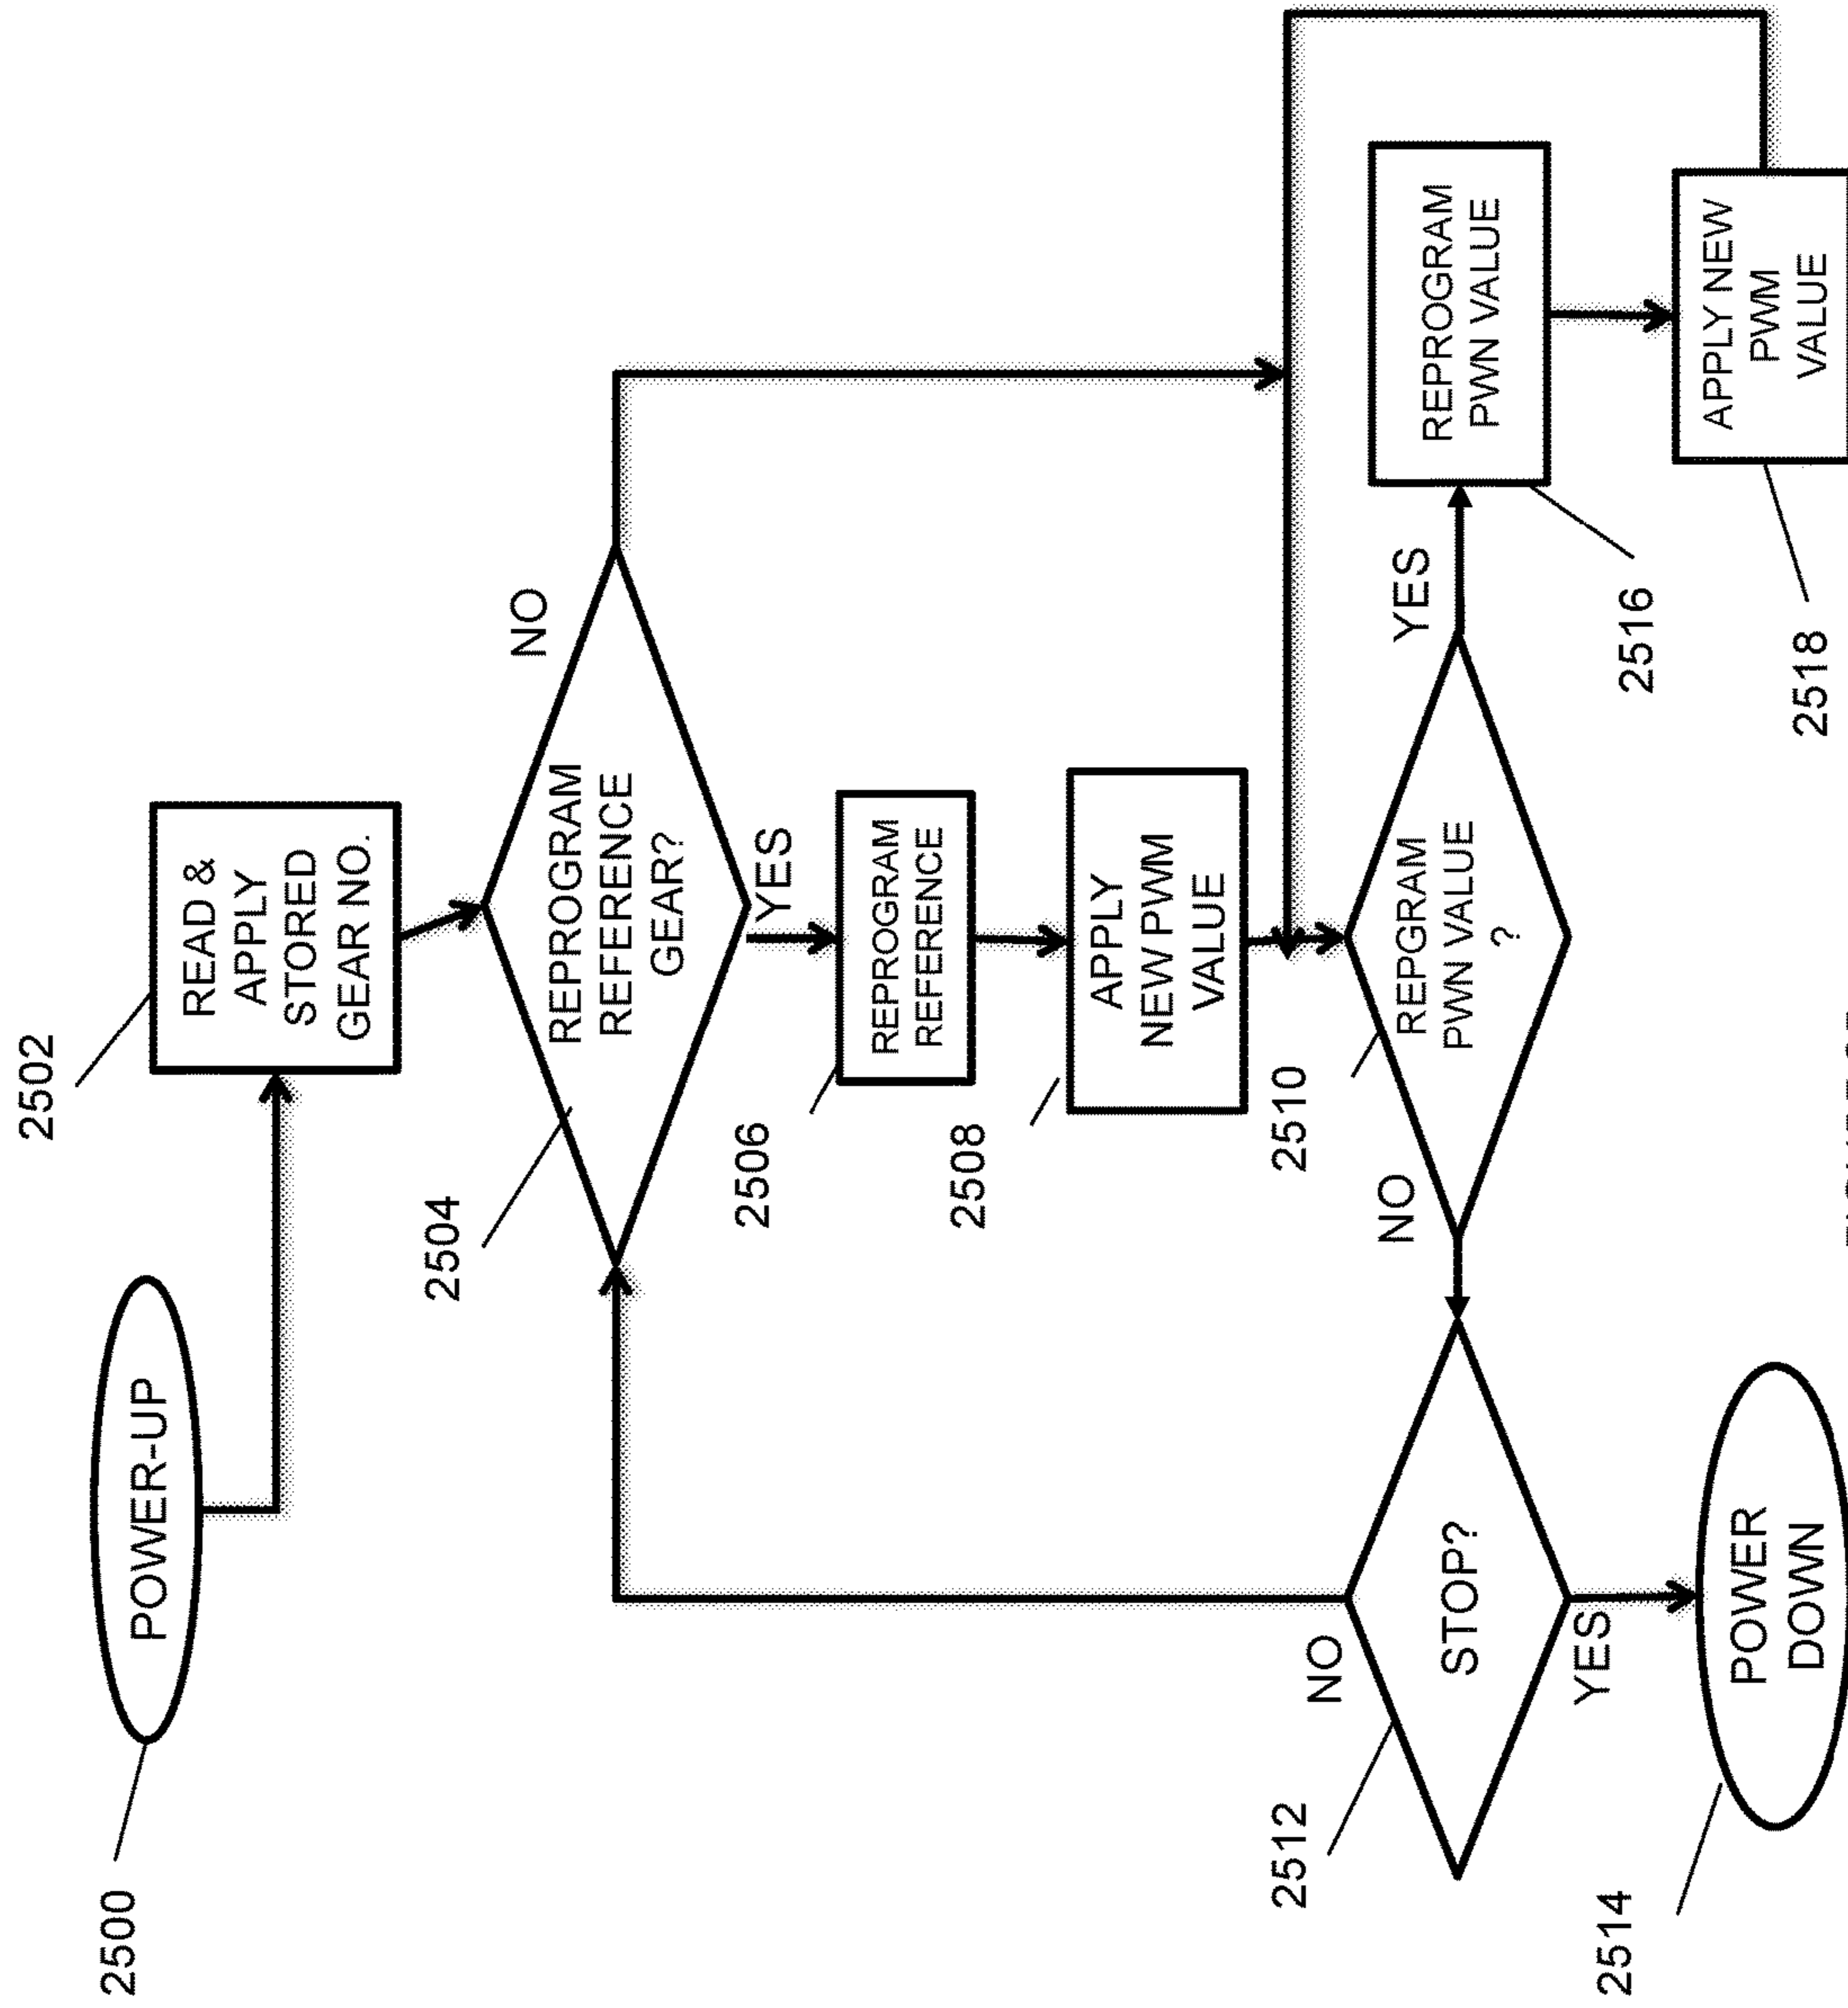 2500
POWER-UP
2502
READ &
APPLY
STORED
GEAR NO.
2504
REPROGRAM
REFERENCE
GEAR?
NO
YES
2506
REPROGRAM
REFERENCE
2508
APPLY
NEW PWM
VALUE
2510
REPGRAM
PWN VALUE
?
NO
YES
2512
STOP?
NO
YES
2514
POWER
DOWN
2516
REPROGRAM
PWN VALUE
2518
APPLY NEW
PWM
VALUE